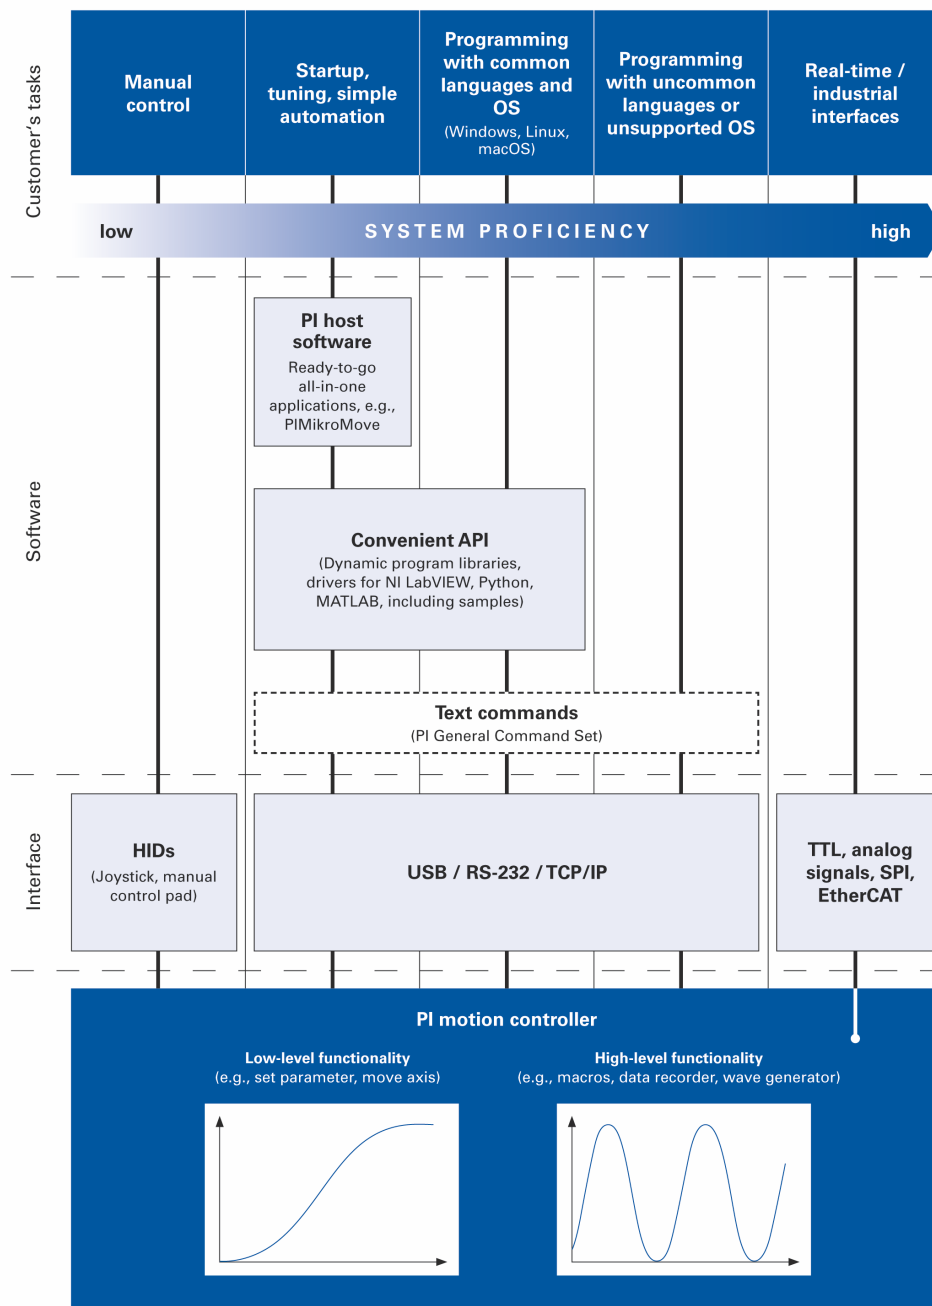 Customer's tasks
Manual
control
Startup,
tuning, simple
automation
Programming
with common
languages and
OS
(Windows, Linux,
macOS)
Programming
with uncommon
languages or
unsupported OS
Real-time /
industrial
interfaces
low
SYSTEM PROFICIENCY
high
Software
PI host
software
Ready-to-go
all-in-one
applications, e.g.,
PIMikroMove
Convenient API
(Dynamic program libraries,
drivers for NI LabVIEW, Python,
MATLAB, including samples)
Text commands
(PI General Command Set)
Interface
HIDs
(Joystick, manual
control pad)
USB / RS-232 / TCP/IP
TTL, analog
signals, SPI,
EtherCAT
PI motion controller
Low-level functionality
(e.g., set parameter, move axis)
High-level functionality
(e.g., macros, data recorder, wave generator)